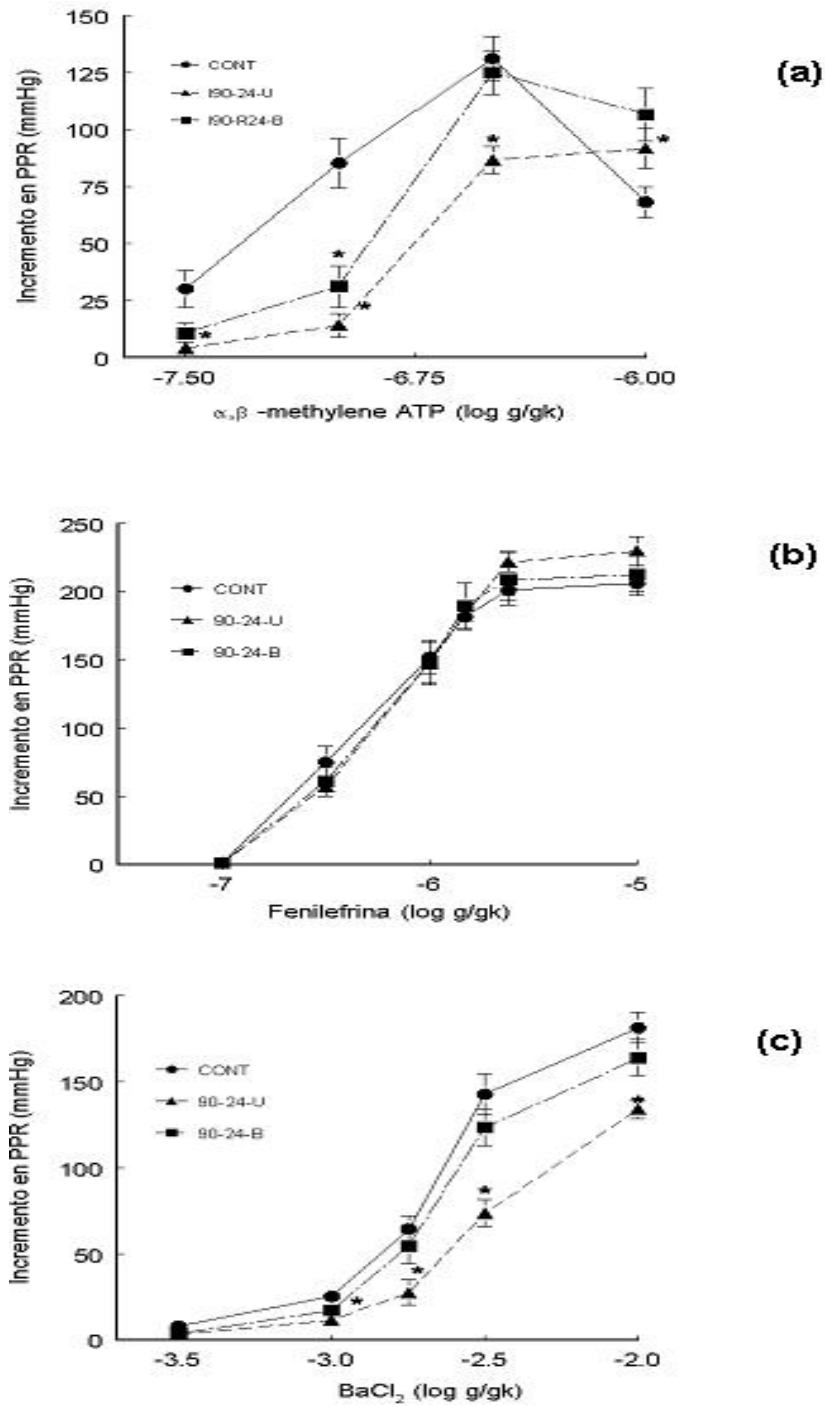 (a)
Incremento en PPR (mmHg)
150
125
100
75
50
25
0
CONT
I90-24-U
I90-R24-B
*
*
*
*
*
-7.50
-6.75
-6.00
α,β -methylene ATP (log g/gk)
(b)
Incremento en PPR (mmHg)
250
200
150
100
50
0
CONT
90-24-U
90-24-B
-7
-6
-5
Fenilefrina (log g/gk)
(c)
Incremento en PPR (mmHg)
200
150
100
50
0
CONT
90-24-U
90-24-B
*
*
*
*
-3.5
-3.0
-2.5
-2.0
BaCl₂ (log g/gk)